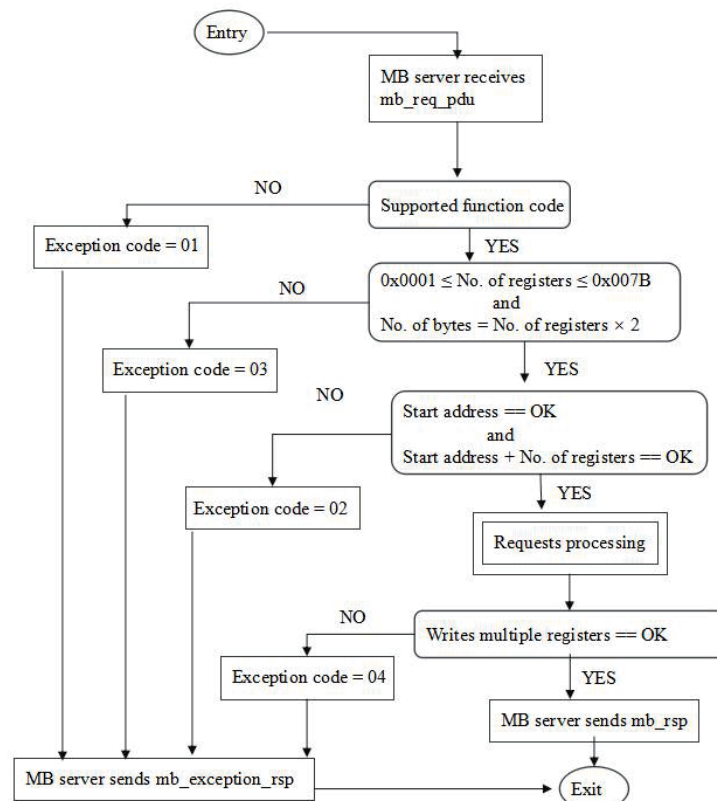 Entry
MB server receives
mb_req_pdu
NO
Supported function code
Exception code = 01
YES
0x0001 ≤ No. of registers ≤ 0x007B
and
No. of bytes = No. of registers × 2
NO
Exception code = 03
YES
NO
Start address == OK
and
Start address + No. of registers == OK
Exception code = 02
YES
Requests processing
NO
Writes multiple registers == OK
Exception code = 04
YES
MB server sends mb_rsp
MB server sends mb_exception_rsp
Exit